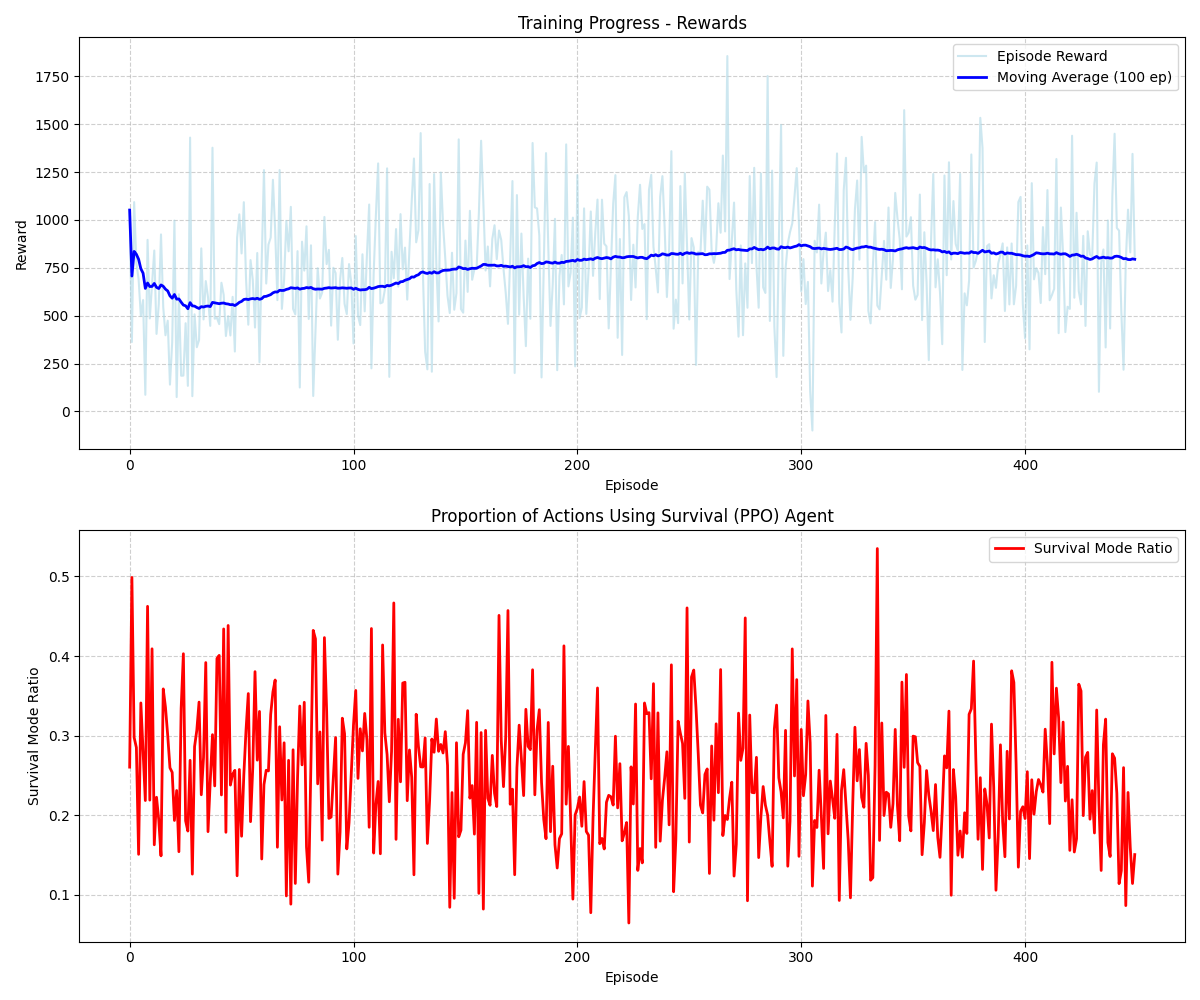 Training Progress - Rewards
Reward
1750
1500
1250
1000
750
500
250
0
Episode Reward
Moving Average (100 ep)
0 100 200 300 400
Episode
Proportion of Actions Using Survival (PPO) Agent
Survival Mode Ratio
0.5
0.4
0.3
0.2
0.1
Survival Mode Ratio
0 100 200 300 400
Episode